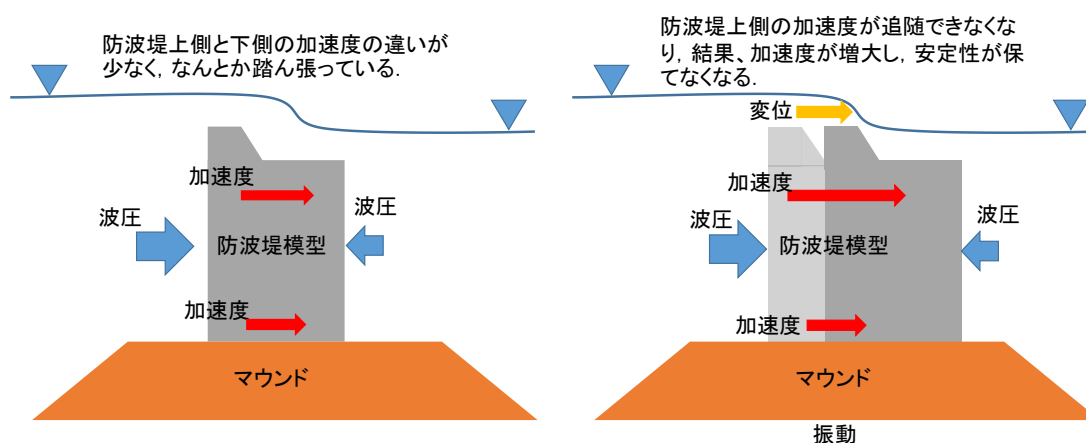 防波堤上側と下側の加速度の違いが
少なく, なんとか踏ん張っている.
加速度
波圧
波圧
防波堤模型
加速度
マウンド
防波堤上側の加速度が追随できなくな
り, 結果、加速度が増大し, 安定性が保
てなくなる.
変位
加速度
波圧
波圧
防波堤模型
加速度
マウンド
振動